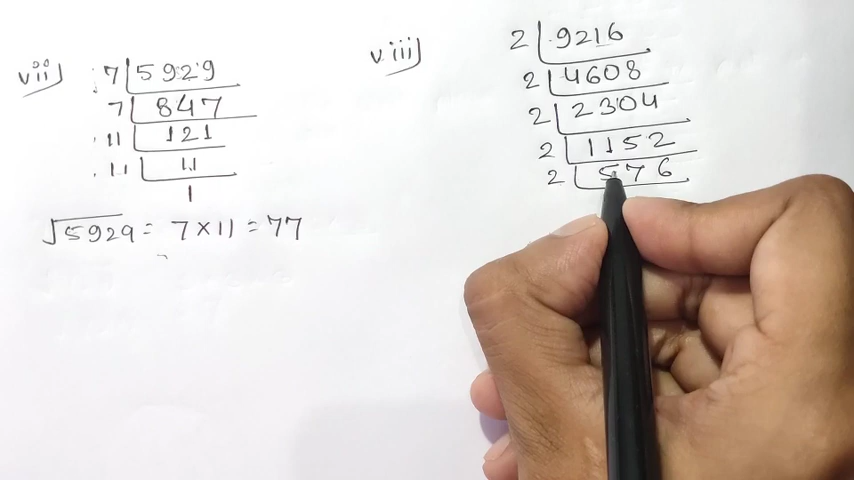 vii) 7 | 5929
7 | 847
11 | 121
11 | 11
1
√5929 = 7 × 11 = 77
viii) 2 | 9216
2 | 4608
2 | 2304
2 | 1152
2 | 576